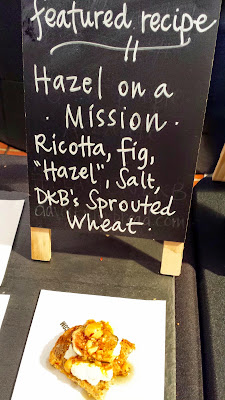 featured recipe
Hazel on a
· Mission ·
Ricotta, fig,
"Hazel", Salt,
DKB's Sprouted
Wheat.